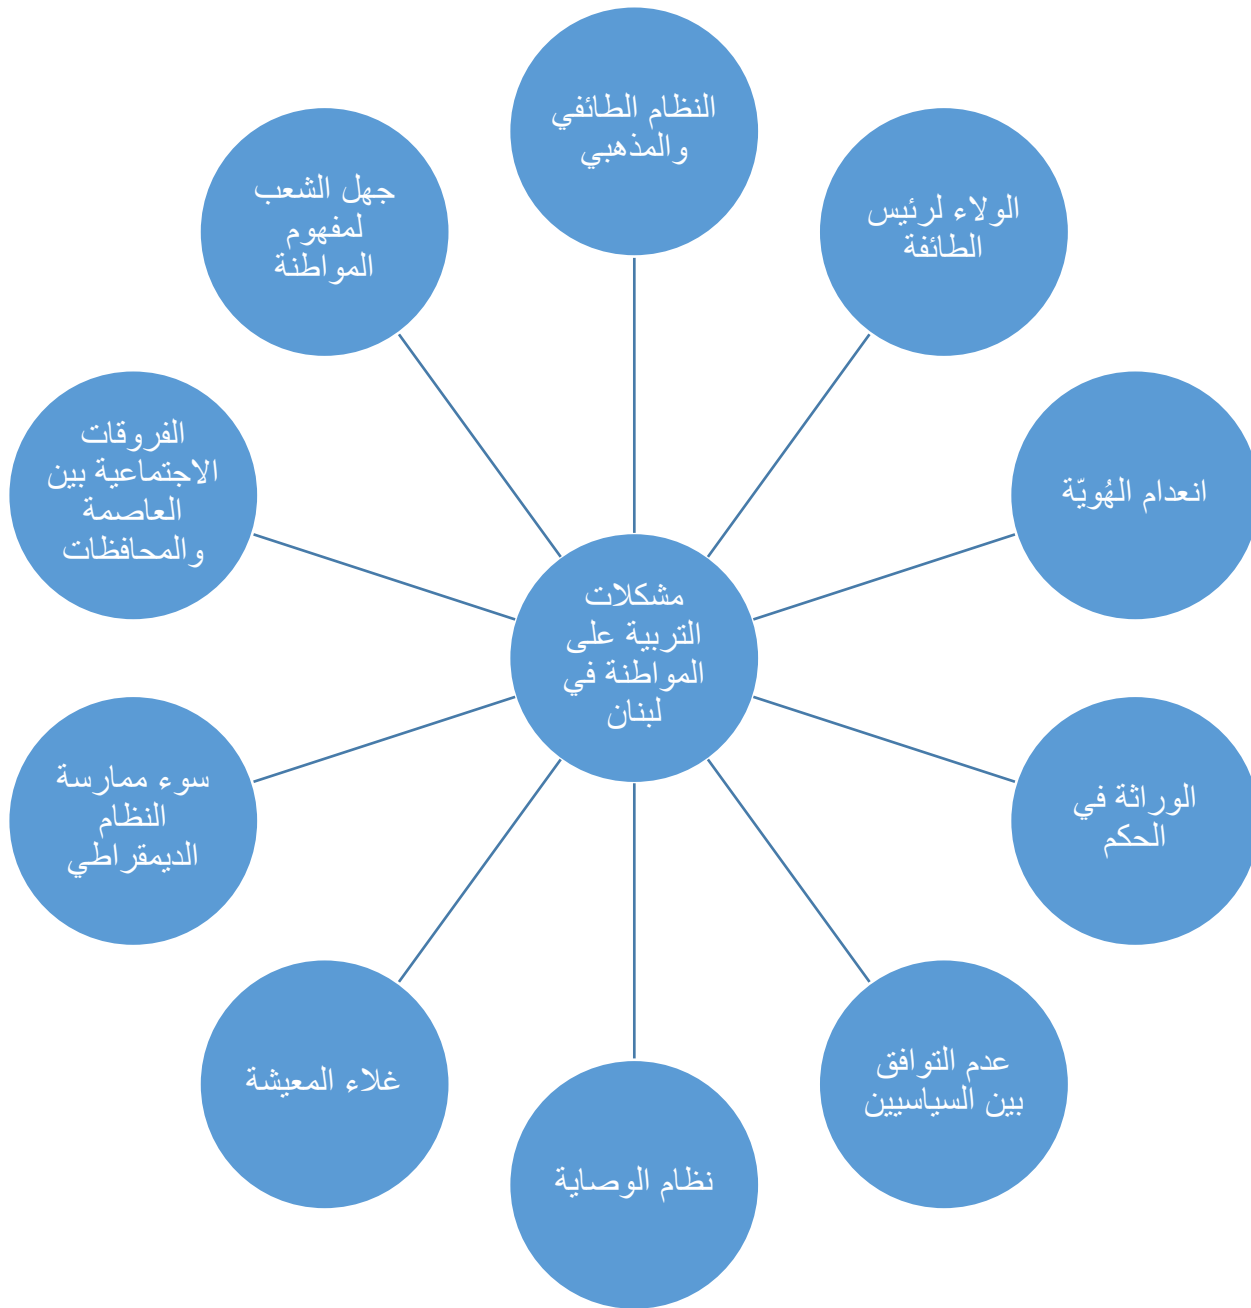 النظام الطائفي
والمذهبي
الولاء لرئيس
الطائفة
انعدام الهُويّة
الوراثة في
الحكم
عدم التوافق
بين السياسيين
نظام الوصاية
غلاء المعيشة
سوء ممارسة
النظام
الديمقراطي
الفروقات
الاجتماعية بين
العاصمة
والمحافظات
جهل الشعب
لمفهوم
المواطنة
مشكلات
التربية على
المواطنة في
لبنان